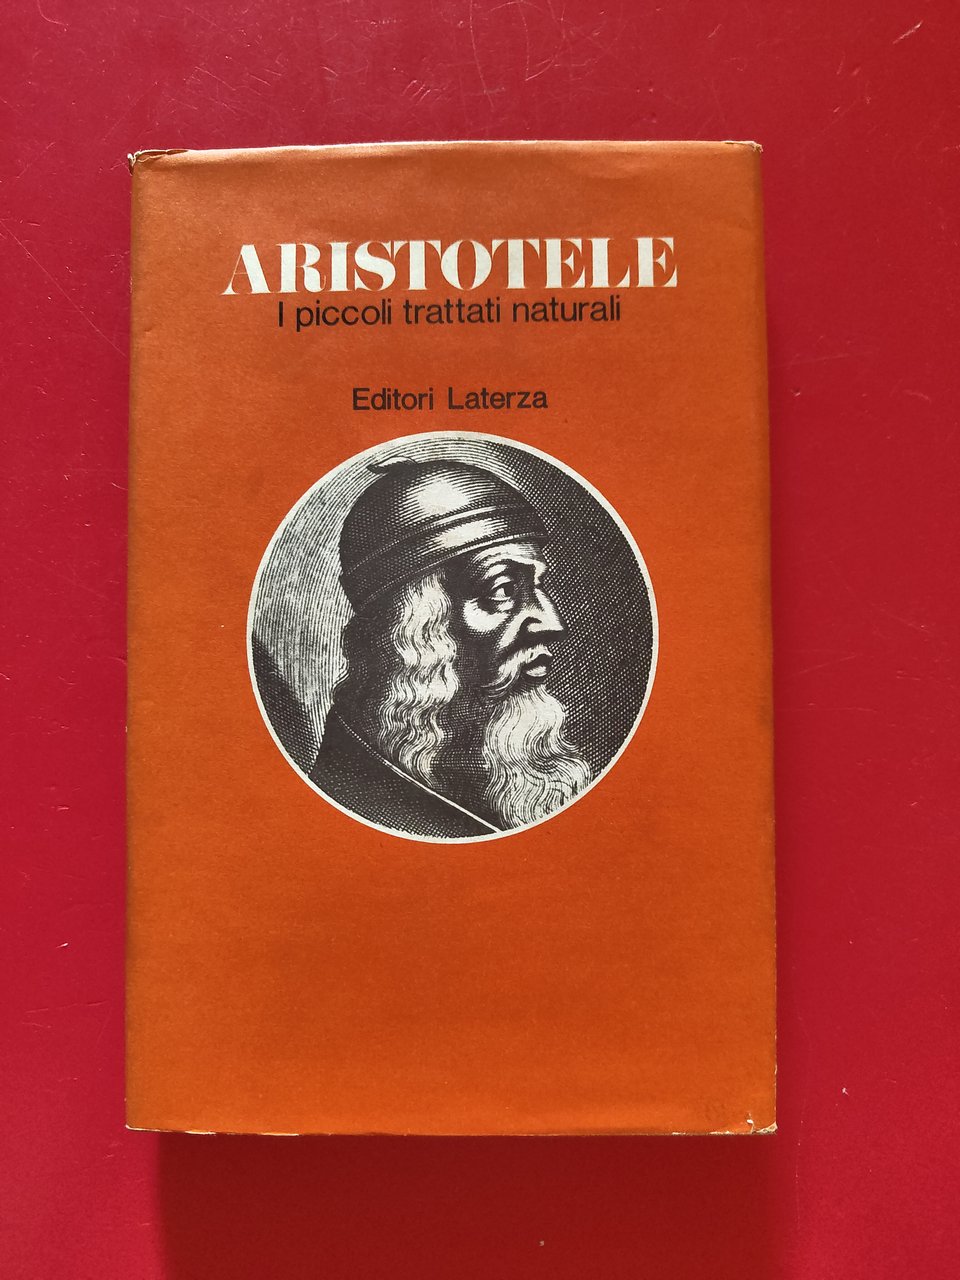 ARISTOTELE
I piccoli trattati naturali
Editori Laterza